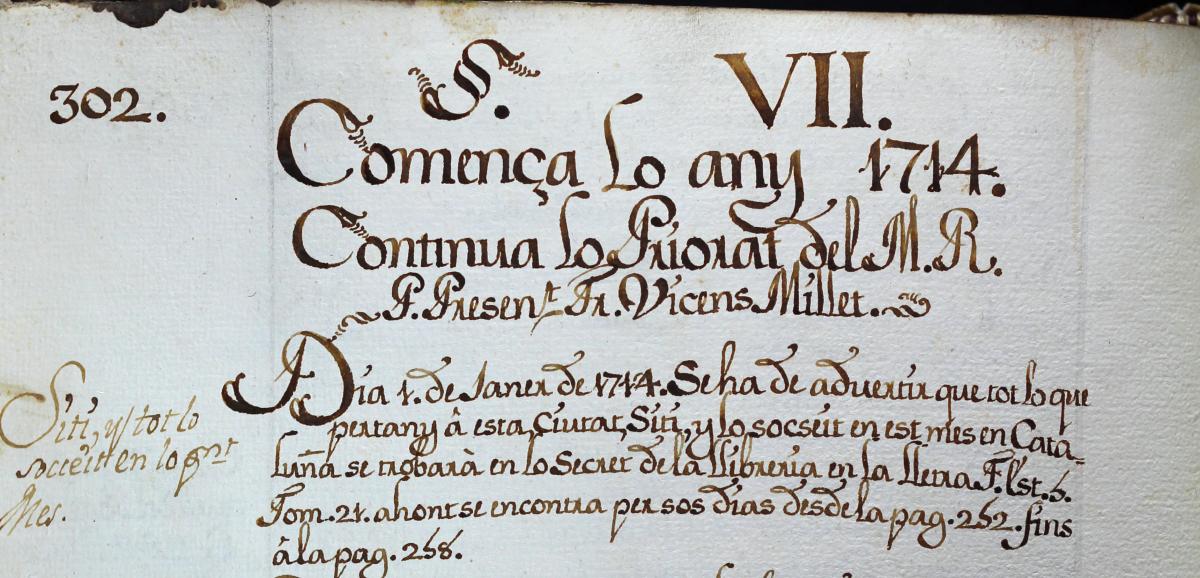 302.
§. VII.
Comença lo any 1714.
Continua lo Priorat del M. R.
P. Presen.t Fr. Vicens Millet.
Dia 1. de Janer de 1714. Se ha de advertir que tot lo que
pertany â esta Ciutat, Siti, y lo socseit en est mes en Cata-
luña se trobarà en lo Secret de la Llibreria en la Lletra F. Est. 5.
Tom. 21. ahont se encontra per sos dias desde la pag. 252. fins
â la pag. 258.
Siti, y tot lo
socceit en lo pnt
Mes.